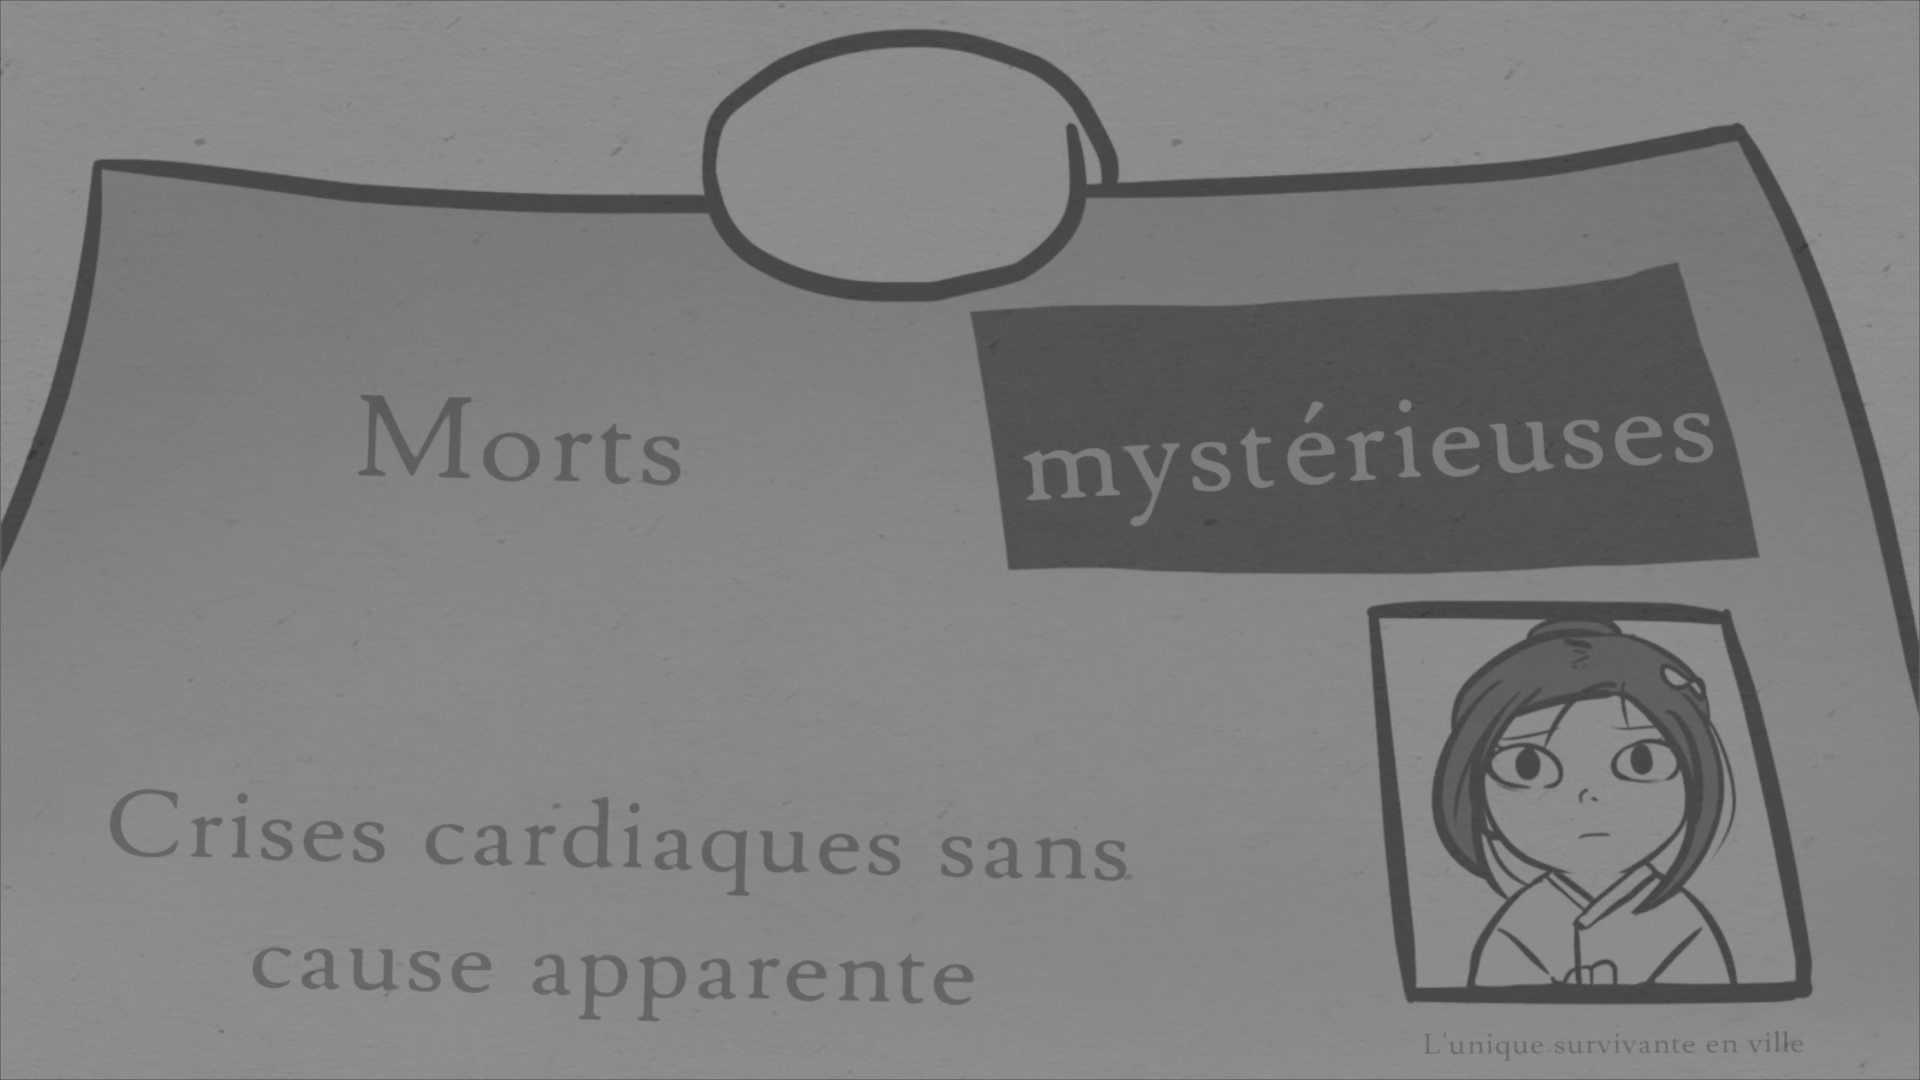 Morts mystérieuses
Crises cardiaques sans
cause apparente
L'unique survivante en ville